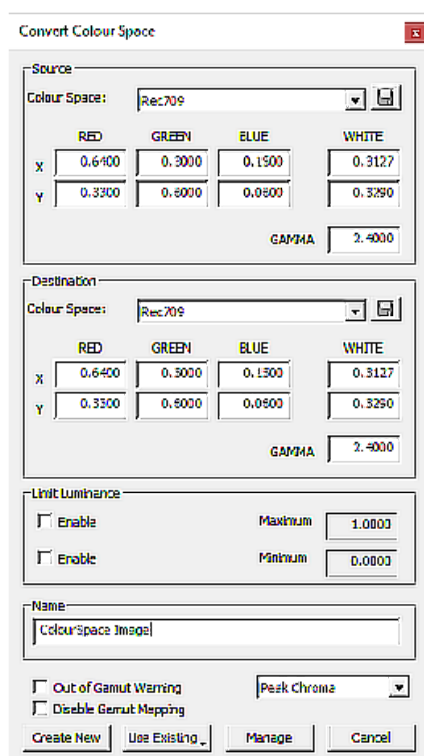 Convert Colour Space
Source
Colour Space: Rec709
RED GREEN BLUE WHITE
X 0.6400 0.3000 0.1500 0.3127
Y 0.3300 0.6000 0.0600 0.3290
GAMMA 2.4000
Destination
Colour Space: Rec709
RED GREEN BLUE WHITE
X 0.6400 0.3000 0.1500 0.3127
Y 0.3300 0.6000 0.0600 0.3290
GAMMA 2.4000
Limit Luminance
Enable Maximum 1.0000
Enable Minimum 0.0000
Name
ColourSpace Image
Out of Gamut Warning Peak Chroma
Disable Gamut Mapping
Create New Use Existing Manage Cancel